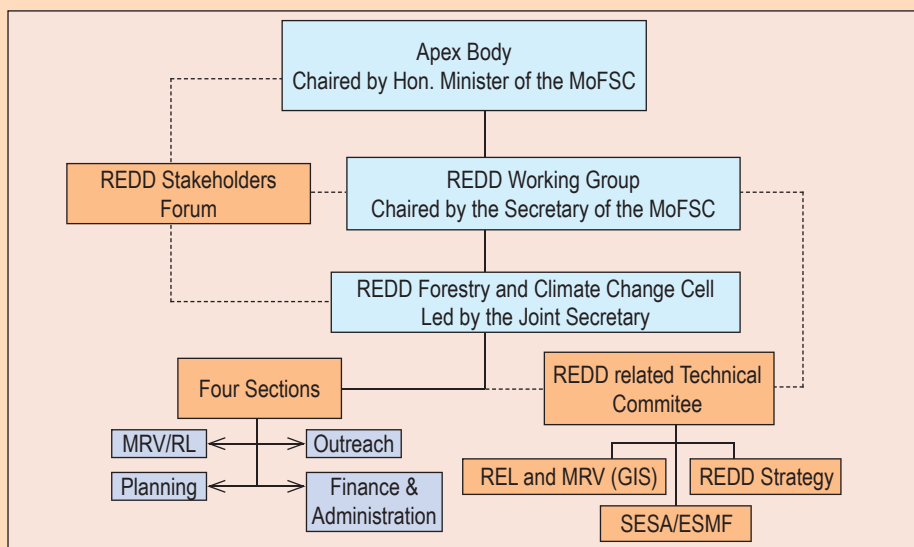 Apex Body
Chaired by Hon. Minister of the MoFSC
REDD Stakeholders
Forum
REDD Working Group
Chaired by the Secretary of the MoFSC
REDD Forestry and Climate Change Cell
Led by the Joint Secretary
Four Sections
REDD related Technical
Commitee
MRV/RL
Outreach
Planning
Finance &
Administration
REL and MRV (GIS)
REDD Strategy
SESA/ESMF